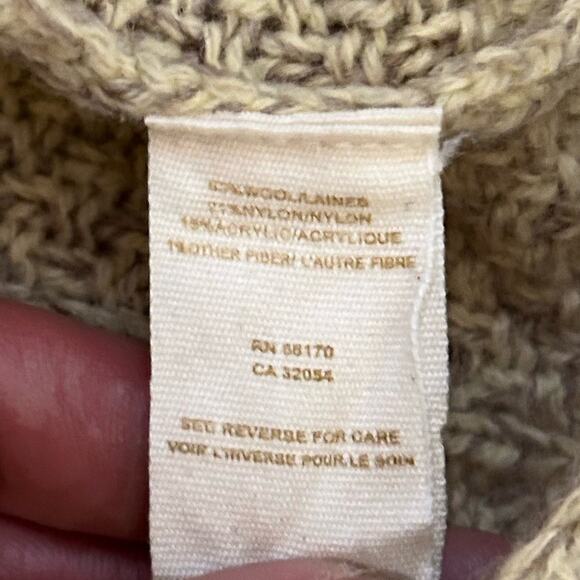 WOOL/LAINES
NYLON/NYLON
ACRYLIC/ACRYLIQUE
1% OTHER FIBER/ L'AUTRE FIBRE
RN
CA 32054
SEE REVERSE FOR CARE
VOIR L'INVERSE POUR LE SOIN